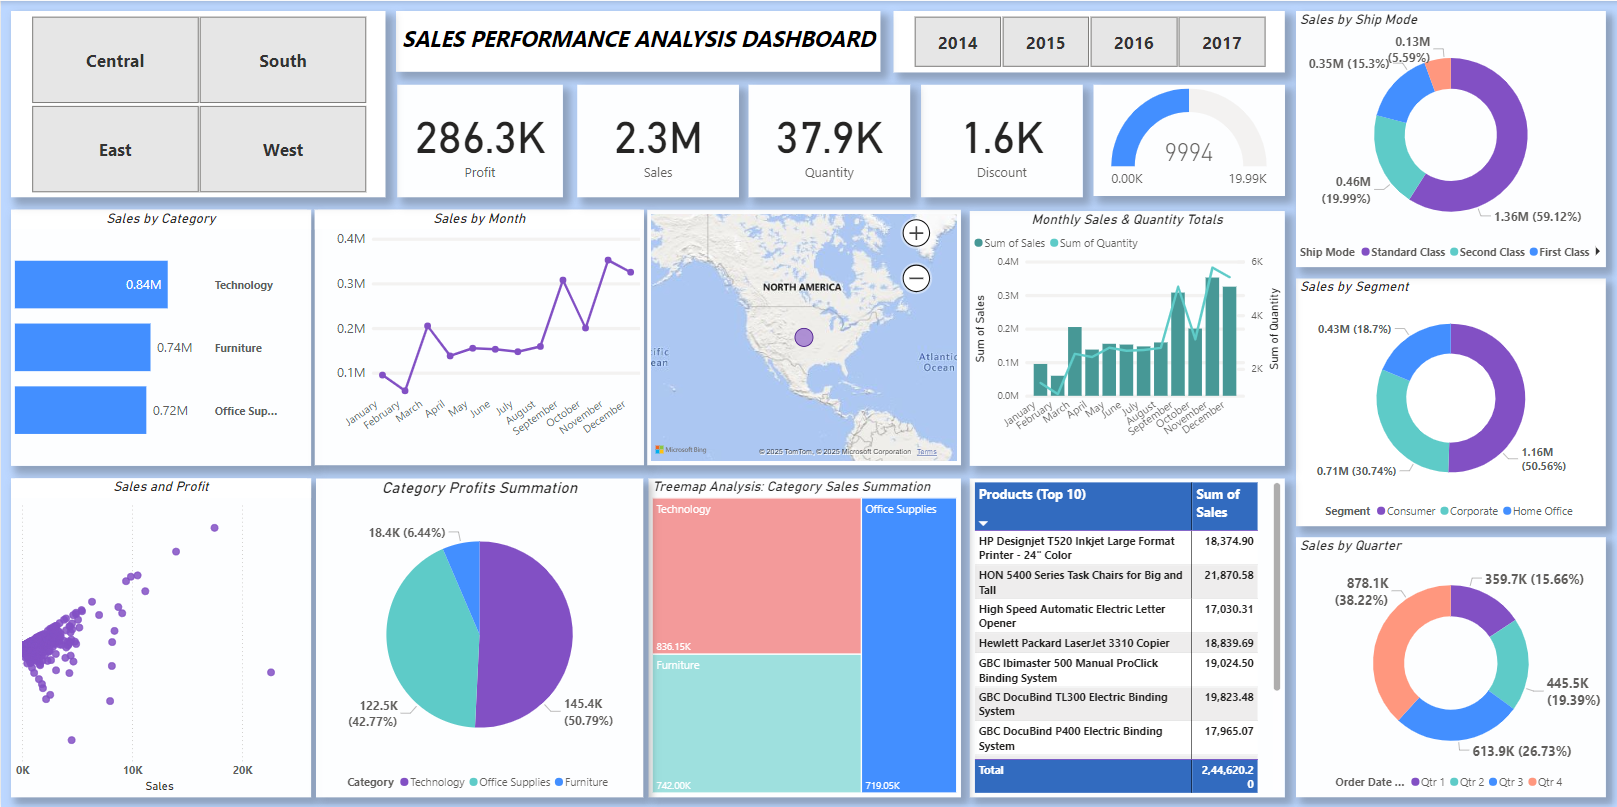 Central
South
East
West
SALES PERFORMANCE ANALYSIS DASHBOARD
2014
2015
2016
2017
286.3K
Profit
2.3M
Sales
37.9K
Quantity
1.6K
Discount
9994
0.00K
19.99K
Sales by Ship Mode
0.13M
(5.59%)
0.35M (15.3%)
0.46M
(19.99%)
1.36M (59.12%)
Ship Mode Standard Class Second Class First Class
Sales by Category
0.84M Technology
0.74M Furniture
0.72M Office Sup...
Sales by Month
0.4M
0.3M
0.2M
0.1M
January
February
March
April
May
June
July
August
September
October
November
December
NORTH AMERICA
ific
ean
Atlantic
Ocean
Microsoft Bing
© 2025 TomTom, © 2025 Microsoft Corporation Terms
Monthly Sales & Quantity Totals
Sum of Sales Sum of Quantity
Sum of Sales
0.4M
0.3M
0.2M
0.1M
0.0M
6K
4K
2K
Sum of Quantity
January
February
March
April
May
June
July
August
September
October
November
December
Sales by Segment
0.43M (18.7%)
0.71M (30.74%)
1.16M
(50.56%)
Segment Consumer Corporate Home Office
Sales and Profit
0K
10K
20K
Sales
Category Profits Summation
18.4K (6.44%)
122.5K
(42.77%)
145.4K
(50.79%)
Category Technology Office Supplies Furniture
Treemap Analysis: Category Sales Summation
Technology
836.15K
Furniture
742.00K
Office Supplies
719.05K
Products (Top 10) Sum of
Sales
HP Designjet T520 Inkjet Large Format 18,374.90
Printer - 24" Color
HON 5400 Series Task Chairs for Big and 21,870.58
Tall
High Speed Automatic Electric Letter 17,030.31
Opener
Hewlett Packard LaserJet 3310 Copier 18,839.69
GBC Ibimaster 500 Manual ProClick 19,024.50
Binding System
GBC DocuBind TL300 Electric Binding 19,823.48
System
GBC DocuBind P400 Electric Binding 17,965.07
System
Total 2,44,620.2
0
Sales by Quarter
878.1K
(38.22%)
359.7K (15.66%)
445.5K
(19.39%)
613.9K (26.73%)
Order Date ... Qtr 1 Qtr 2 Qtr 3 Qtr 4